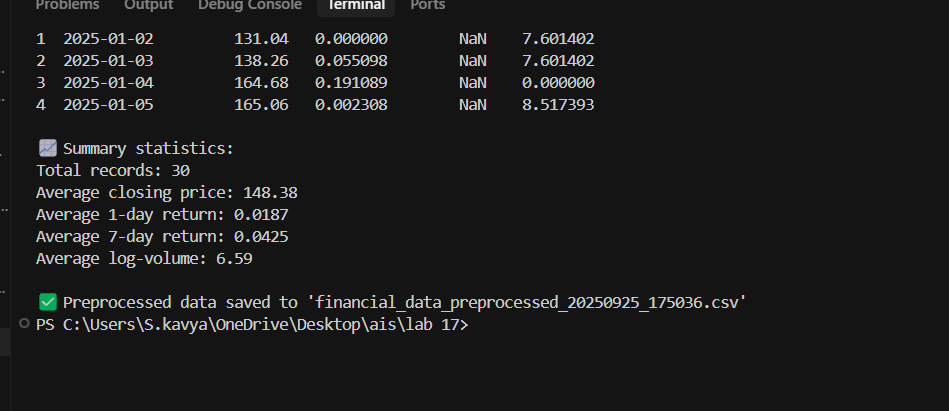 Problems Output Debug Console Terminal Ports
1 2025-01-02 131.04 0.000000 NaN 7.601402
2 2025-01-03 138.26 0.055098 NaN 7.601402
3 2025-01-04 164.68 0.191089 NaN 0.000000
4 2025-01-05 165.06 0.002308 NaN 8.517393
📈 Summary statistics:
Total records: 30
Average closing price: 148.38
Average 1-day return: 0.0187
Average 7-day return: 0.0425
Average log-volume: 6.59
✅ Preprocessed data saved to 'financial_data_preprocessed_20250925_175036.csv'
PS C:\Users\S.kavya\OneDrive\Desktop\ais\lab 17>